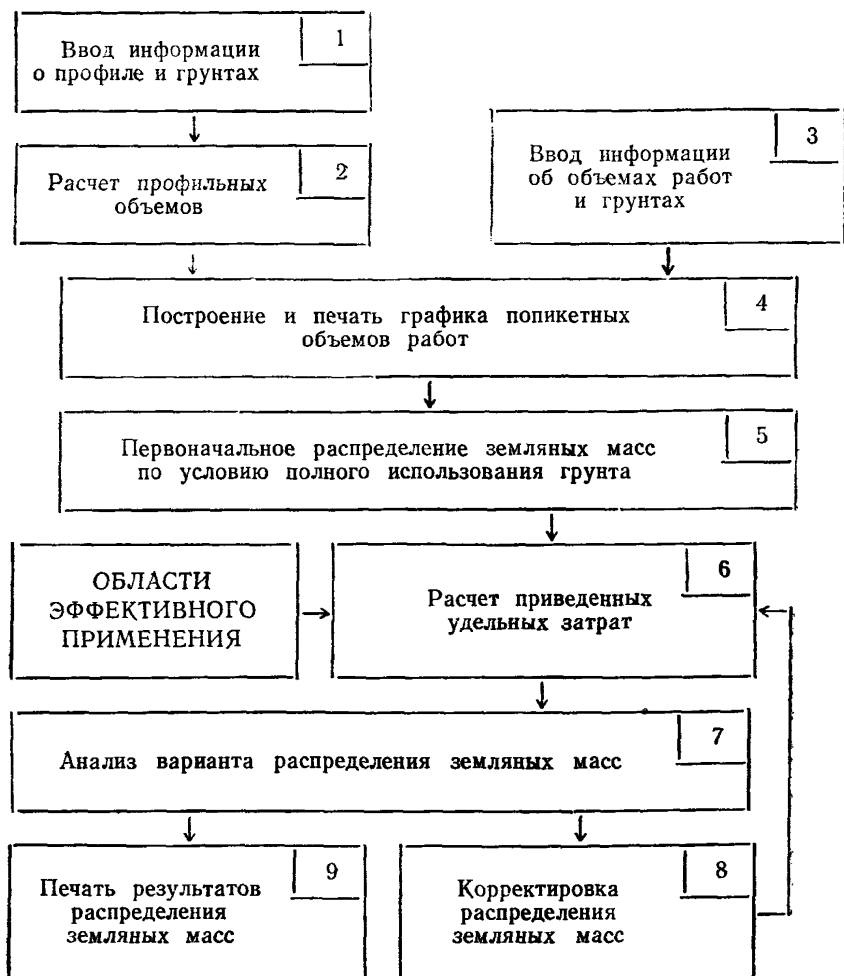 Ввод информации
о профиле и грунтах
1
Расчет профильных
объемов
2
Ввод информации
об объемах работ
и грунтах
3
Построение и печать графика попикетных
объемов работ
4
Первоначальное распределение земляных масс
по условию полного использования грунта
5
ОБЛАСТИ
ЭФФЕКТИВНОГО
ПРИМЕНЕНИЯ
Расчет приведенных
удельных затрат
6
Анализ варианта распределения земляных масс
7
Печать результатов
распределения
земляных масс
9
Корректировка
распределения
земляных масс
8